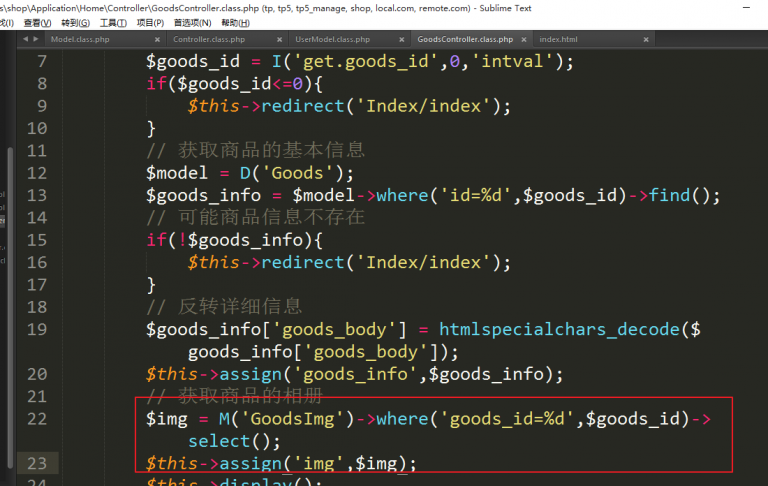 s\shop\Application\Home\Controller\GoodsController.class.php (tp, tp5, tp5_manage, shop, local.com, remote.com) - Sublime Text
查看(V) 转到(G) 工具(T) 项目(P) 首选项(N) 帮助(H)
Model.class.php × Controller.class.php × UserModel.class.php × GoodsController.class.php × index.html ×
7 $goods_id = I('get.goods_id',0,'intval');
8 if($goods_id<=0){
9 $this->redirect('Index/index');
10 }
11 // 获取商品的基本信息
12 $model = D('Goods');
13 $goods_info = $model->where('id=%d',$goods_id)->find();
14 // 可能商品信息不存在
15 if(!$goods_info){
16 $this->redirect('Index/index');
17 }
18 // 反转详细信息
19 $goods_info['goods_body'] = htmlspecialchars_decode($
goods_info['goods_body']);
20 $this->assign('goods_info',$goods_info);
21 // 获取商品的相册
22 $img = M('GoodsImg')->where('goods_id=%d',$goods_id)->
select();
23 $this->assign('img',$img);
24 $this->display();